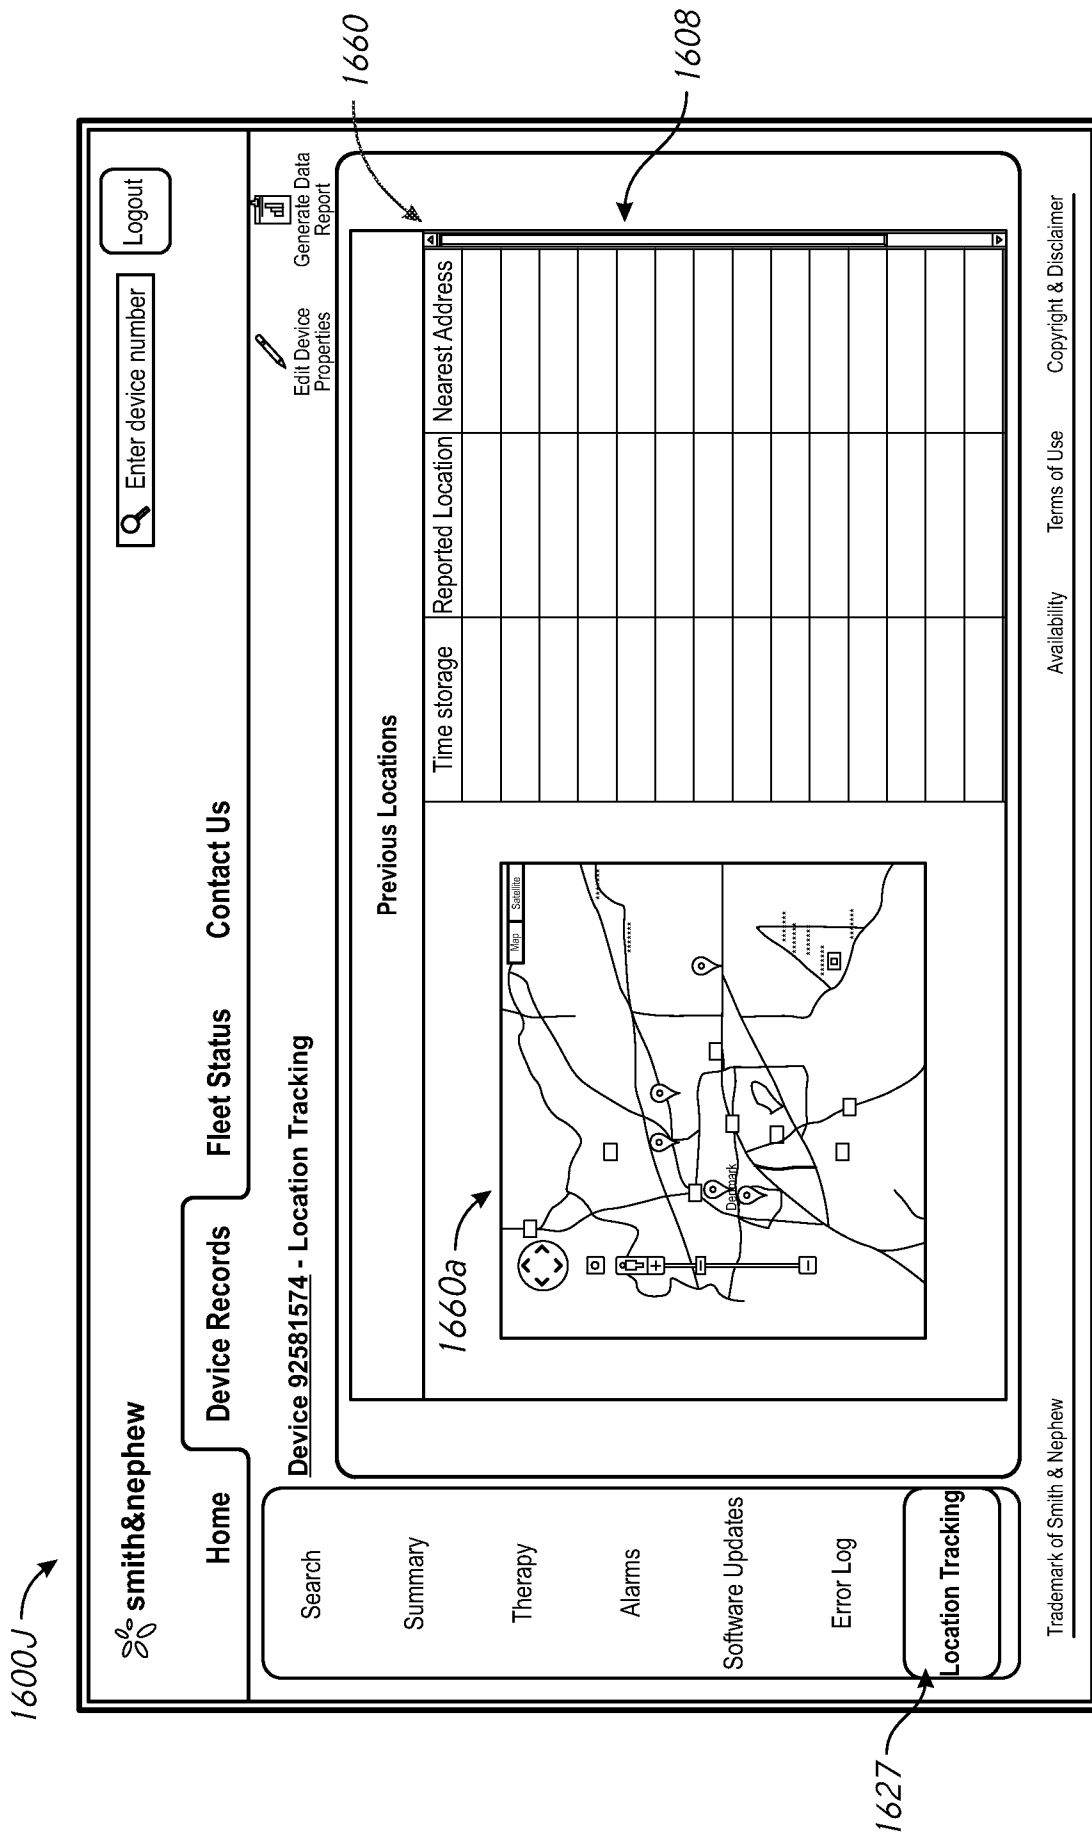 1600J
smith&nephew
Enter device number
Logout
Home
Device Records
Fleet Status
Contact Us
Device 92581574 - Location Tracking
Edit Device
Properties
Generate Data
Report
1660
Search
Summary
Therapy
Alarms
Software Updates
Error Log
Location Tracking
1627
Previous Locations
1660a
Map
Satellite
Denmark
Time storage
Reported Location
Nearest Address
1608
Trademark of Smith & Nephew
Availability
Terms of Use
Copyright & Disclaimer